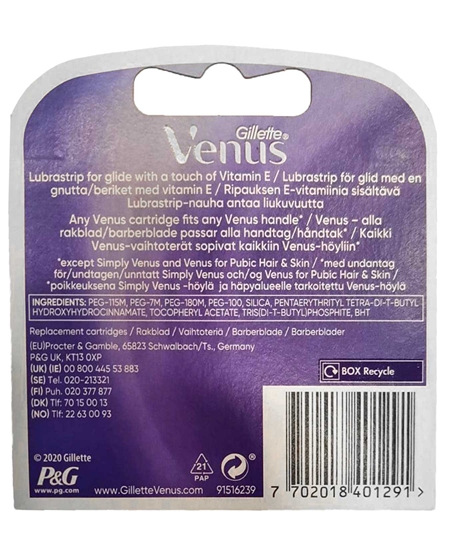 Gillette®
Venus
Lubrastrip for glide with a touch of Vitamin E / Lubrastrip för glid med en
gnutta/beriket med vitamin E / Ripauksen E-vitamiinia sisältävä
Lubrastrip-nauha antaa liukuvuutta
Any Venus cartridge fits any Venus handle* / Venus – alla
rakblad/barberblade passar alla handtag/håndtak* / Kaikki
Venus-vaihtoterät sopivat kaikkiin Venus-höyliin*
*except Simply Venus and Venus for Pubic Hair & Skin / *med undantag
för/undtagen/unntatt Simply Venus och/og Venus for Pubic Hair & Skin /
*poikkeuksena Simply Venus -höylä ja häpyalueelle tarkoitettu Venus-höylä
INGREDIENTS: PEG-115M, PEG-7M, PEG-180M, PEG-100, SILICA, PENTAERYTHRITYL TETRA-DI-T-BUTYL
HYDROXYHYDROCINNAMATE, TOCOPHERYL ACETATE, TRIS(DI-T-BUTYL)PHOSPHITE, BHT
Replacement cartridges / Rakblad / Vaihtoteriä / Barberblade / Barberblader
(EU)Procter & Gamble, 65823 Schwalbach/Ts., Germany
P&G UK, KT13 0XP
(UK) (IE) 00 800 445 53 883
(SE) Tel. 020-213321
(FI) Puh. 020 377 877
(DK) Tlf: 70 15 00 13
(NO) Tlf: 22 63 00 93
BOX Recycle
© 2020 Gillette
P&G
www.pg.com
www.GilletteVenus.com
21
PAP
91516239
7 702018 401291 >